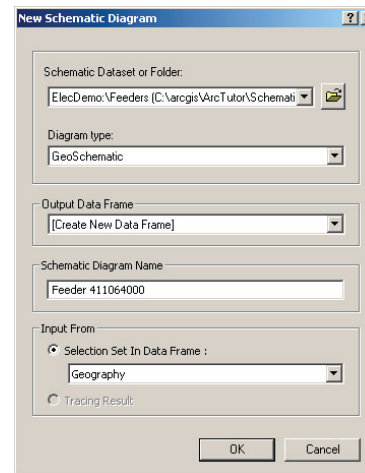 New Schematic Diagram
Schematic Dataset or Folder:
ElecDemo:\Feeders (C:\arcgis\ArcTutor\Schemati
Diagram type:
GeoSchematic
Output Data Frame
[Create New Data Frame]
Schematic Diagram Name
Feeder 411064000
Input From
Selection Set In Data Frame :
Geography
Tracing Result
OK Cancel